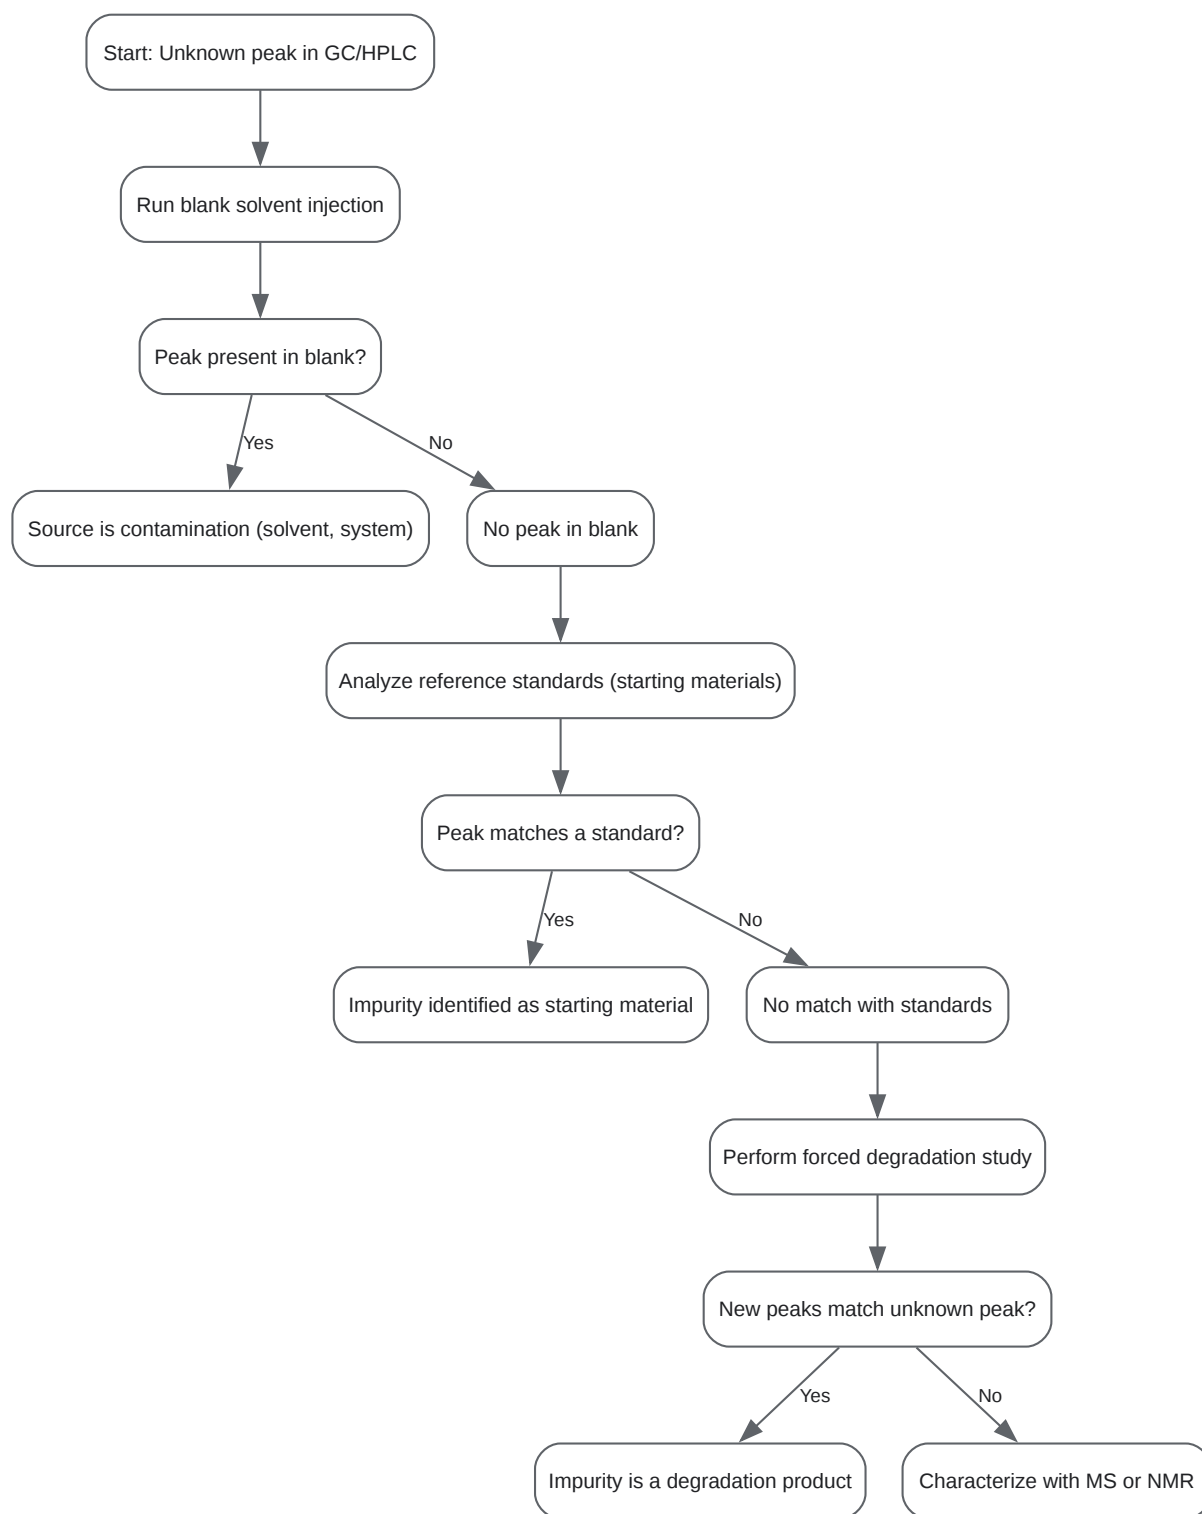 Start: Unknown peak in GC/HPLC
Run blank solvent injection
Peak present in blank?
Yes
No
Source is contamination (solvent, system)
No peak in blank
Analyze reference standards (starting materials)
Peak matches a standard?
Yes
No
Impurity identified as starting material
No match with standards
Perform forced degradation study
New peaks match unknown peak?
Yes
No
Impurity is a degradation product
Characterize with MS or NMR